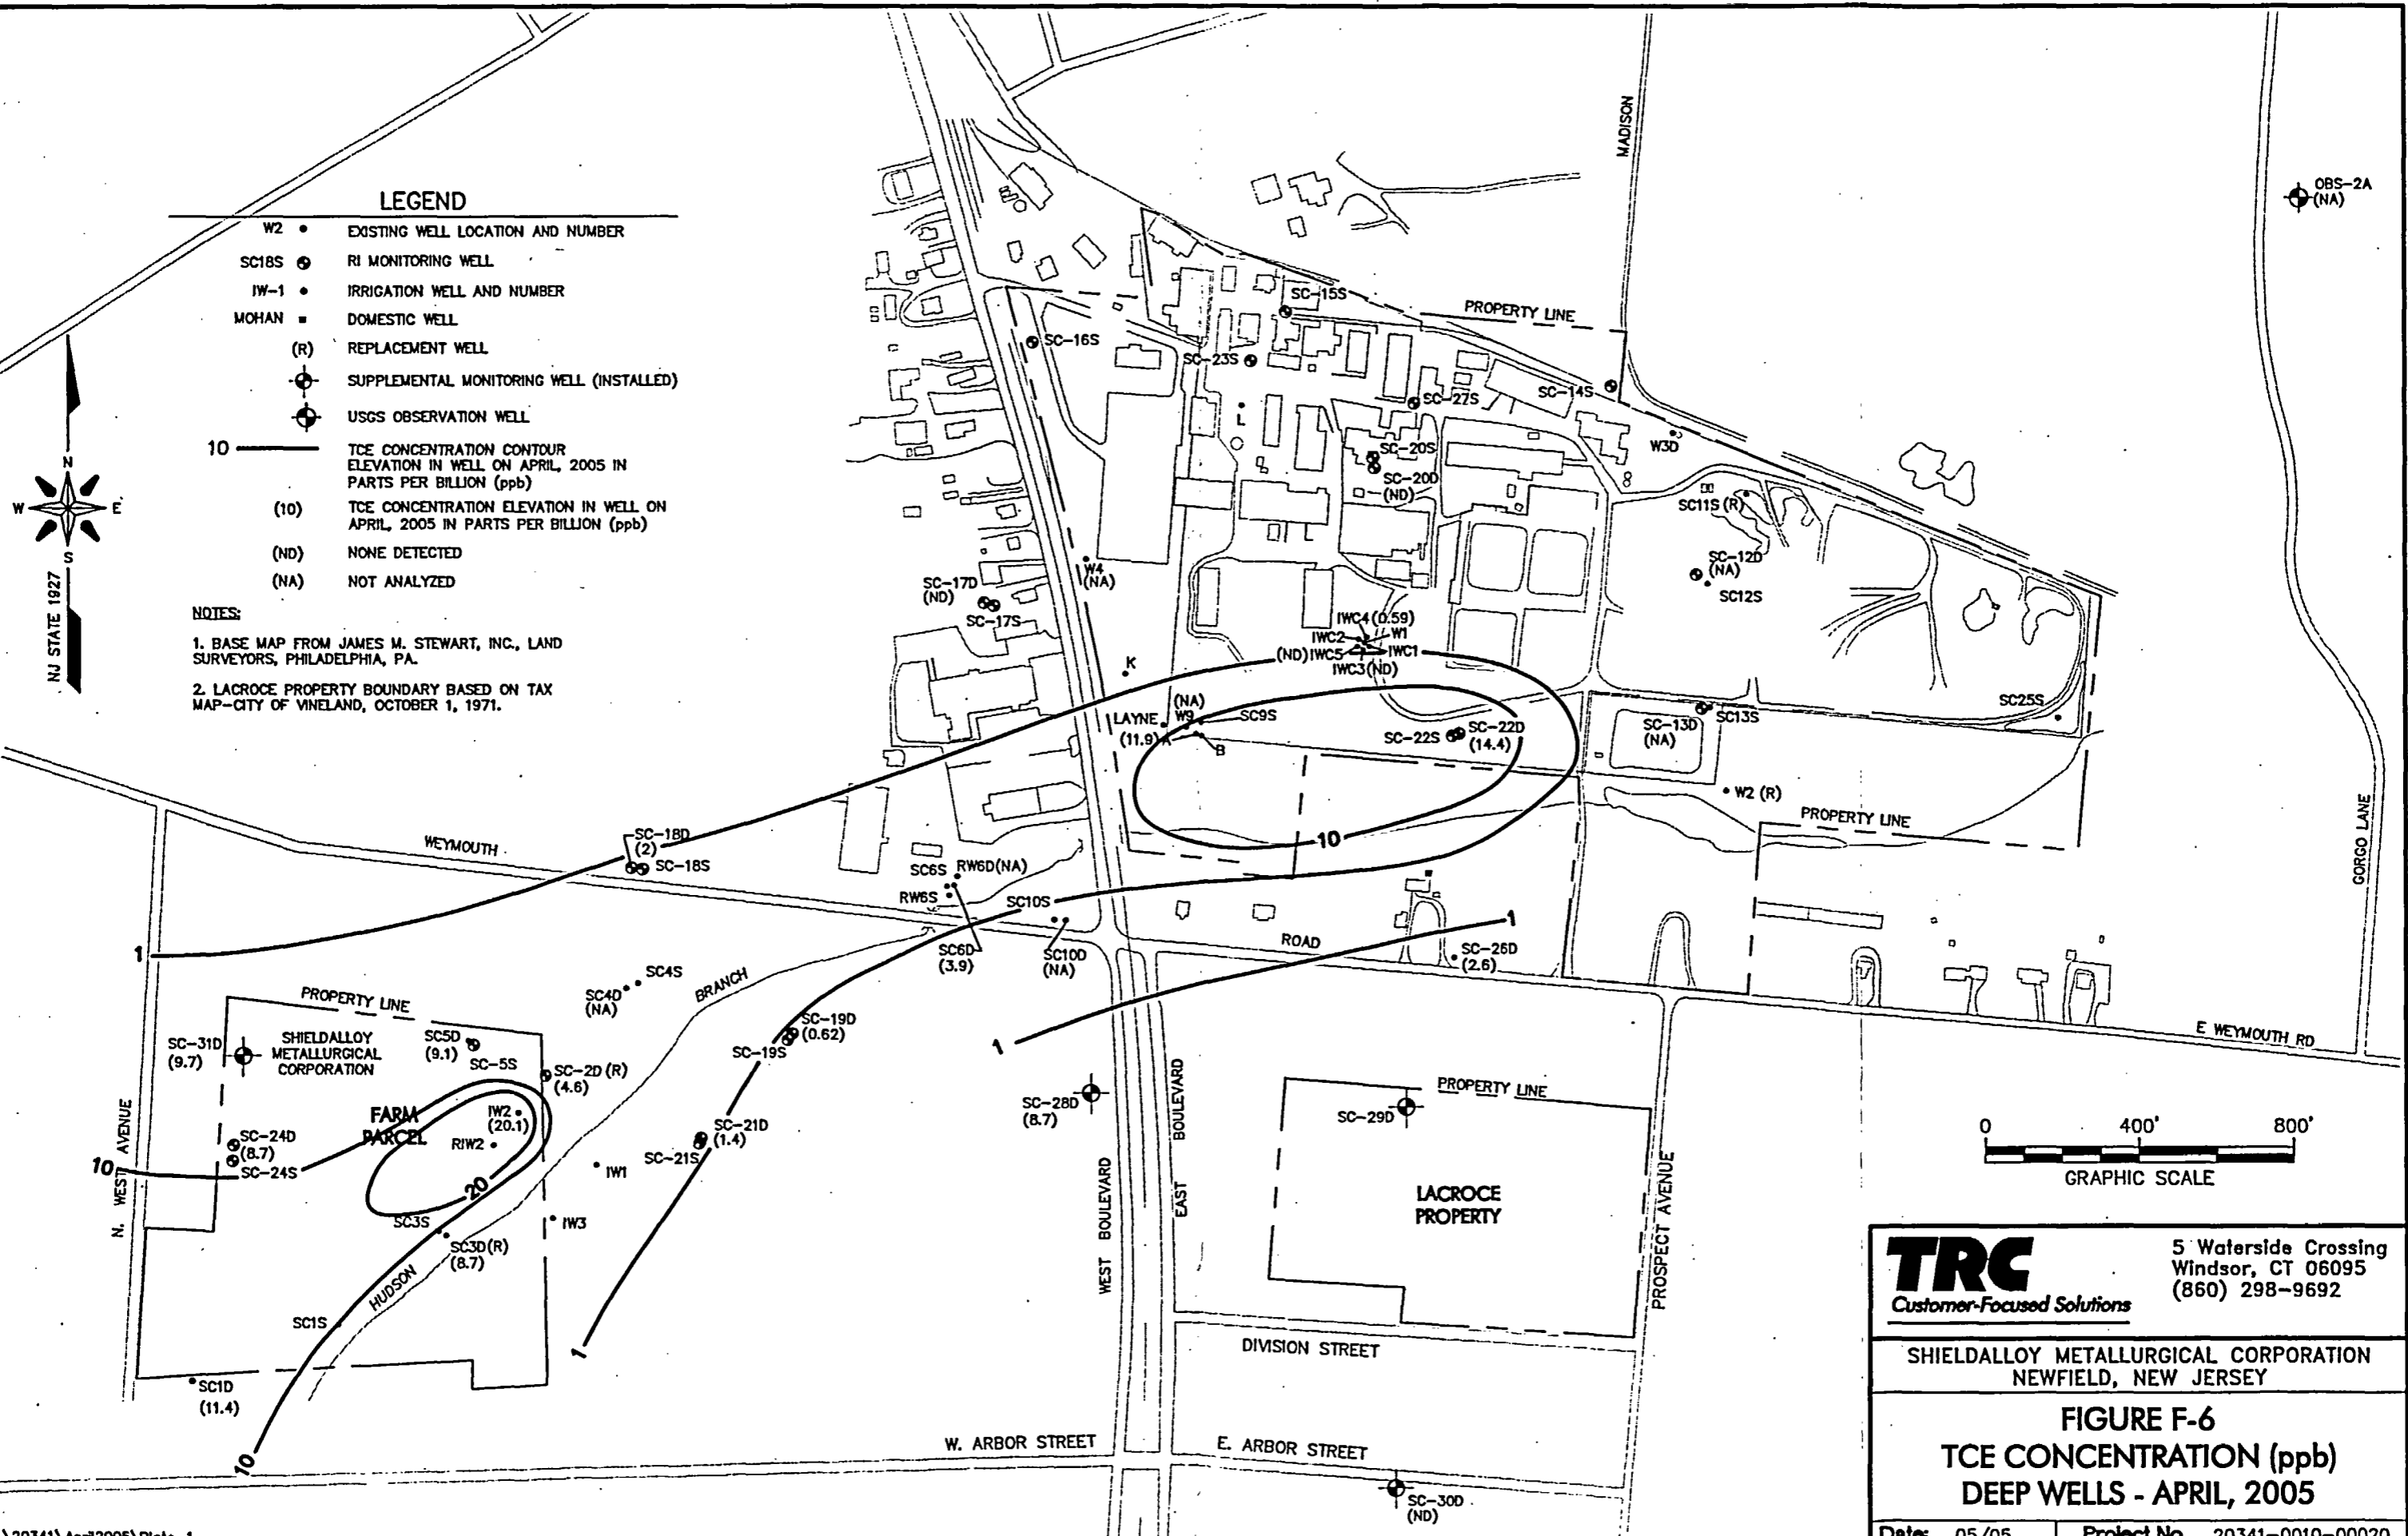 LEGEND
W2 EXISTING WELL LOCATION AND NUMBER
SC18S RI MONITORING WELL
IW-1 IRRIGATION WELL AND NUMBER
MOHAN DOMESTIC WELL
(R) REPLACEMENT WELL
SUPPLEMENTAL MONITORING WELL (INSTALLED)
USGS OBSERVATION WELL
10 TCE CONCENTRATION CONTOUR
ELEVATION IN WELL ON APRIL, 2005 IN
PARTS PER BILLION (ppb)
(10) TCE CONCENTRATION ELEVATION IN WELL ON
APRIL, 2005 IN PARTS PER BILLION (ppb)
(ND) NONE DETECTED
(NA) NOT ANALYZED
NOTES:
1. BASE MAP FROM JAMES M. STEWART, INC., LAND
SURVEYORS, PHILADELPHIA, PA.
2. LACROCE PROPERTY BOUNDARY BASED ON TAX
MAP-CITY OF VINELAND, OCTOBER 1, 1971.
N
W
E
S
NJ STATE 1927
MADISON
OBS-2A
(NA)
SC-15S
PROPERTY LINE
SC-16S
SC-23S
SC-14S
SC-27S
L
W3D
SC-20S
SC-20D
(ND)
SC11S (R)
W4
(NA)
SC-12D
(NA)
SC12S
SC-17D
(ND)
SC-17S
IWC4(0.59)
IWC2
W1
(ND)IWC5
IWC1
IWC3(ND)
K
(NA)
W9
LAYNE
SC9S
(11.9)A
B
SC-22S
SC-22D
(14.4)
SC13S
SC-13D
(NA)
SC25S
W2 (R)
PROPERTY LINE
GORGO LANE
10
WEYMOUTH
SC-18D
(2)
SC-18S
SC6S
RW6D(NA)
RW6S
SC10S
SC6D
(3.9)
SC10D
(NA)
ROAD
1
SC-26D
(2.6)
1
1
SC4S
SC4D
(NA)
BRANCH
PROPERTY LINE
SHIELDALLOY
METALLURGICAL
CORPORATION
SC-31D
(9.7)
SC5D
(9.1)
SC-5S
SC-2D (R)
(4.6)
SC-19D
(0.62)
SC-19S
E WEYMOUTH RD
FARM
PARCEL
IW2
(20.1)
RIW2
SC-24D
(8.7)
SC-24S
10
N. WEST AVENUE
IW1
SC-21D
(1.4)
SC-21S
SC-28D
(8.7)
WEST BOULEVARD
EAST BOULEVARD
PROPERTY LINE
SC-29D
LACROCE
PROPERTY
PROSPECT AVENUE
0 400' 800'
GRAPHIC SCALE
20
SC3S
IW3
SC3D(R)
(8.7)
HUDSON
SC1S
1
SC1D
(11.4)
10
DIVISION STREET
W. ARBOR STREET
E. ARBOR STREET
SC-30D
(ND)
TRC
Customer-Focused Solutions
5 Waterside Crossing
Windsor, CT 06095
(860) 298-9692
SHIELDALLOY METALLURGICAL CORPORATION
NEWFIELD, NEW JERSEY
FIGURE F-6
TCE CONCENTRATION (ppb)
DEEP WELLS - APRIL, 2005
Date: 05/05
Project No. 20341-0010-00020